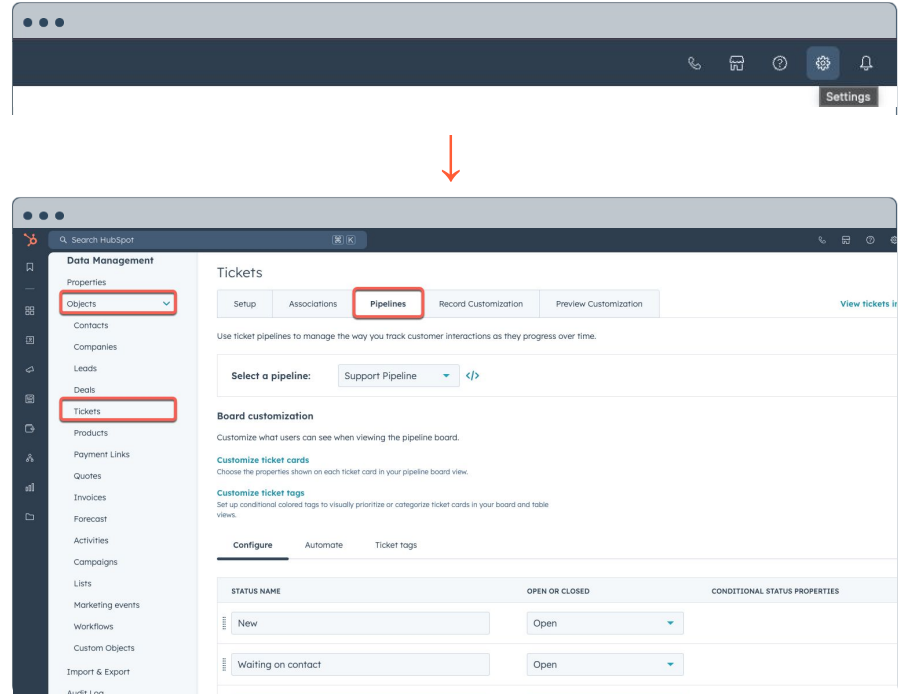 Settings
Search HubSpot
⌘ K
Data Management
Properties
Objects
Contacts
Companies
Leads
Deals
Tickets
Products
Payment Links
Quotes
Invoices
Forecast
Activities
Campaigns
Lists
Marketing events
Workflows
Custom Objects
Import & Export
Audit Log
Tickets
Setup
Associations
Pipelines
Record Customization
Preview Customization
View tickets in
Use ticket pipelines to manage the way you track customer interactions as they progress over time.
Select a pipeline:
Support Pipeline
</>
Board customization
Customize what users can see when viewing the pipeline board.
Customize ticket cards
Choose the properties shown on each ticket card in your pipeline board view.
Customize ticket tags
Set up conditional colored tags to visually prioritize or categorize ticket cards in your board and table
views.
Configure
Automate
Ticket tags
STATUS NAME
OPEN OR CLOSED
CONDITIONAL STATUS PROPERTIES
New
Open
Waiting on contact
Open